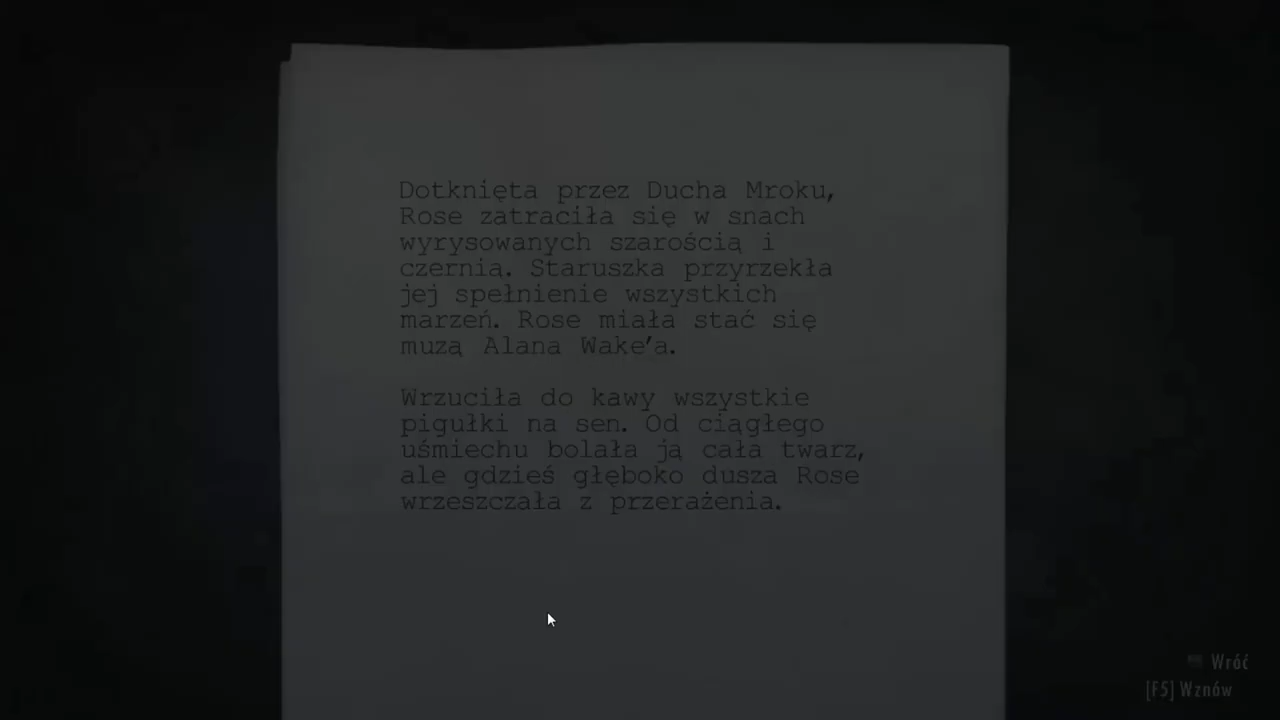 Dotknięta przez Ducha Mroku,
Rose zatraciła się w snach
wyrysowanych szarością i
czernią. Staruszka przyrzekła
jej spełnienie wszystkich
marzeń. Rose miała stać się
muzą Alana Wake'a.
Wrzuciła do kawy wszystkie
pigułki na sen. Od ciągłego
uśmiechu bolała ją cała twarz,
ale gdzieś głęboko dusza Rose
wrzeszczała z przerażenia.
Wróć
[F5] Wznów